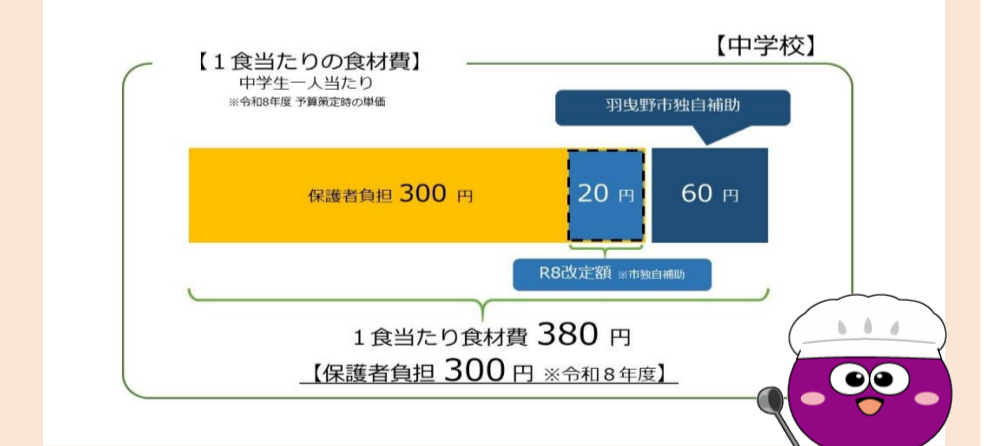 【中学校】
【１食当たりの食材費】
中学生一人当たり
※令和8年度 予算策定時の単価
羽曳野市独自補助
保護者負担 300 円
20 円
60 円
R8改定額 ※市独自補助
１食当たり食材費 380 円
【保護者負担 300 円 ※令和８年度】